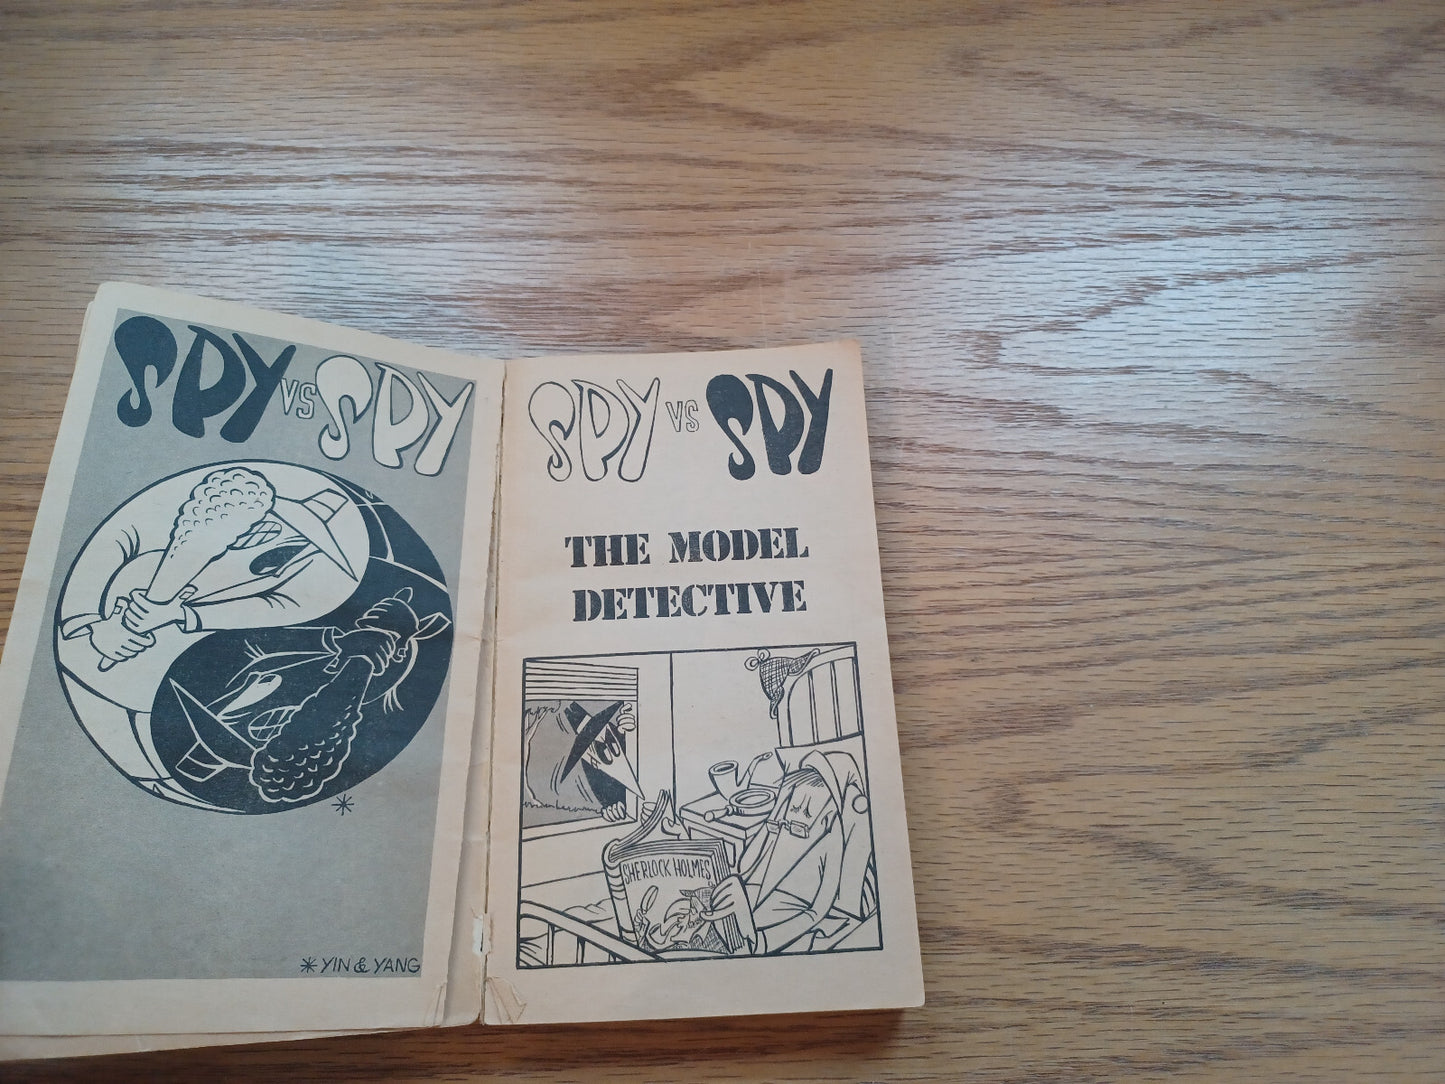 SPY VS SPY
* YIN & YANG
SPY VS SPY
THE MODEL
DETECTIVE
SHERLOCK HOLMES